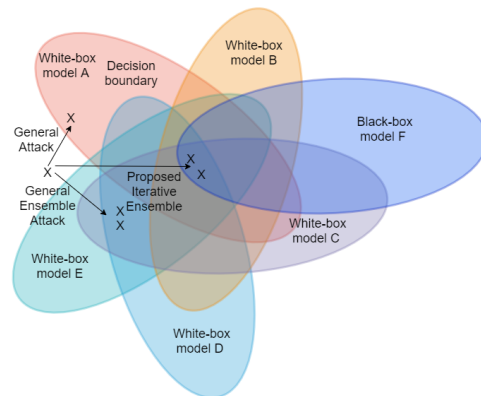 White-box
model A
Decision
boundary
White-box
model B
X
General
Attack
Black-box
model F
X
X
X
General
Ensemble
Attack
Proposed
Iterative
Ensemble
X
X
White-box
model C
White-box
model E
White-box
model D